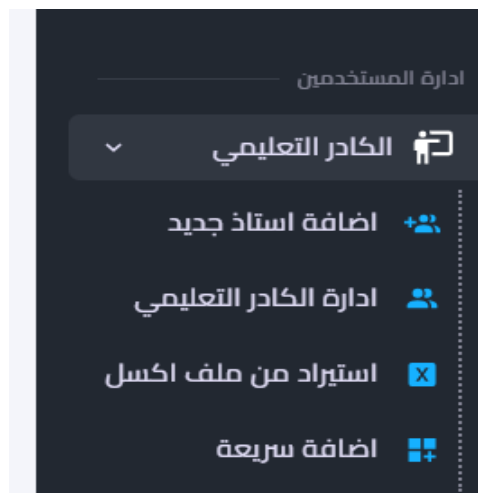 ادارة المستخدمين
الكادر التعليمي
اضافة استاذ جديد
ادارة الكادر التعليمي
استيراد من ملف اكسل
اضافة سريعة